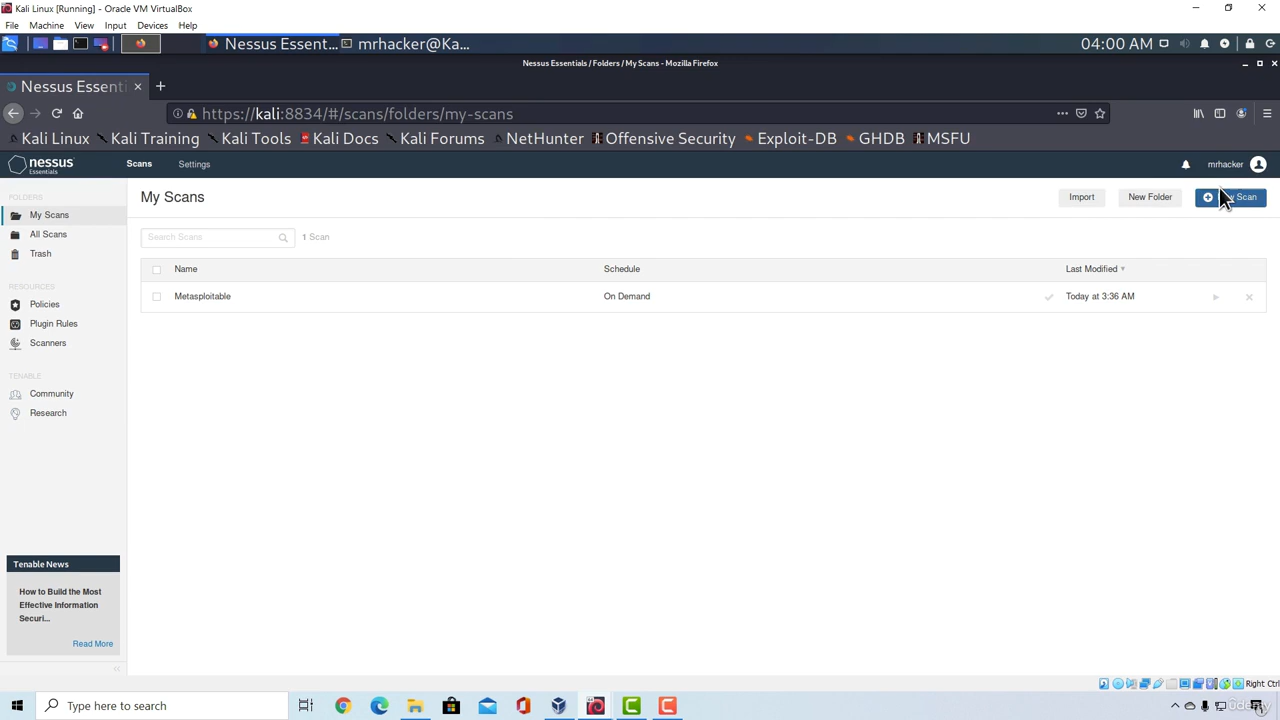 Kali Linux [Running] - Oracle VM VirtualBox
File Machine View Input Devices Help
Nessus Essent... mrhacker@Ka... 04:00 AM
Nessus Essentials / Folders / My Scans - Mozilla Firefox
Nessus Essenti
https://kali:8834/#/scans/folders/my-scans
Kali Linux Kali Training Kali Tools Kali Docs Kali Forums NetHunter Offensive Security Exploit-DB GHDB MSFU
nessus Essentials Scans Settings mrhacker
FOLDERS
My Scans
All Scans
Trash
RESOURCES
Policies
Plugin Rules
Scanners
TENABLE
Community
Research
Tenable News
How to Build the Most
Effective Information
Securi...
Read More
My Scans Import New Folder Scan
Search Scans 1 Scan
Name Schedule Last Modified
Metasploitable On Demand Today at 3:36 AM
Right Ctrl
Type here to search